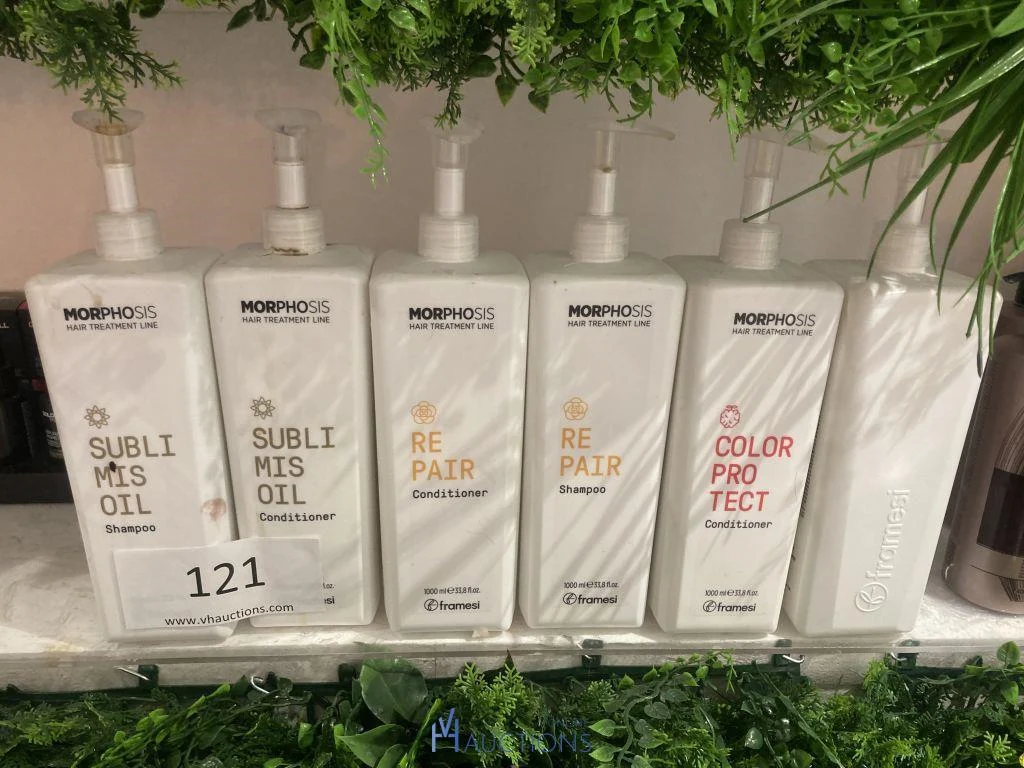 MORPHOSIS
HAIR TREATMENT LINE
SUBLI
MIS
OIL
Shampoo
121
www.vhauctions.com
MORPHOSIS
HAIR TREATMENT LINE
SUBLI
MIS
OIL
Conditioner
MORPHOSIS
HAIR TREATMENT LINE
RE
PAIR
Conditioner
1000 ml ℮ 33,8 fl.oz.
framesi
MORPHOSIS
HAIR TREATMENT LINE
RE
PAIR
Shampoo
1000 ml ℮ 33,8 fl.oz.
framesi
MORPHOSIS
HAIR TREATMENT LINE
COLOR
PRO
TECT
Conditioner
1000 ml ℮ 33,8 fl.oz.
framesi
framesi
AUCTIONS